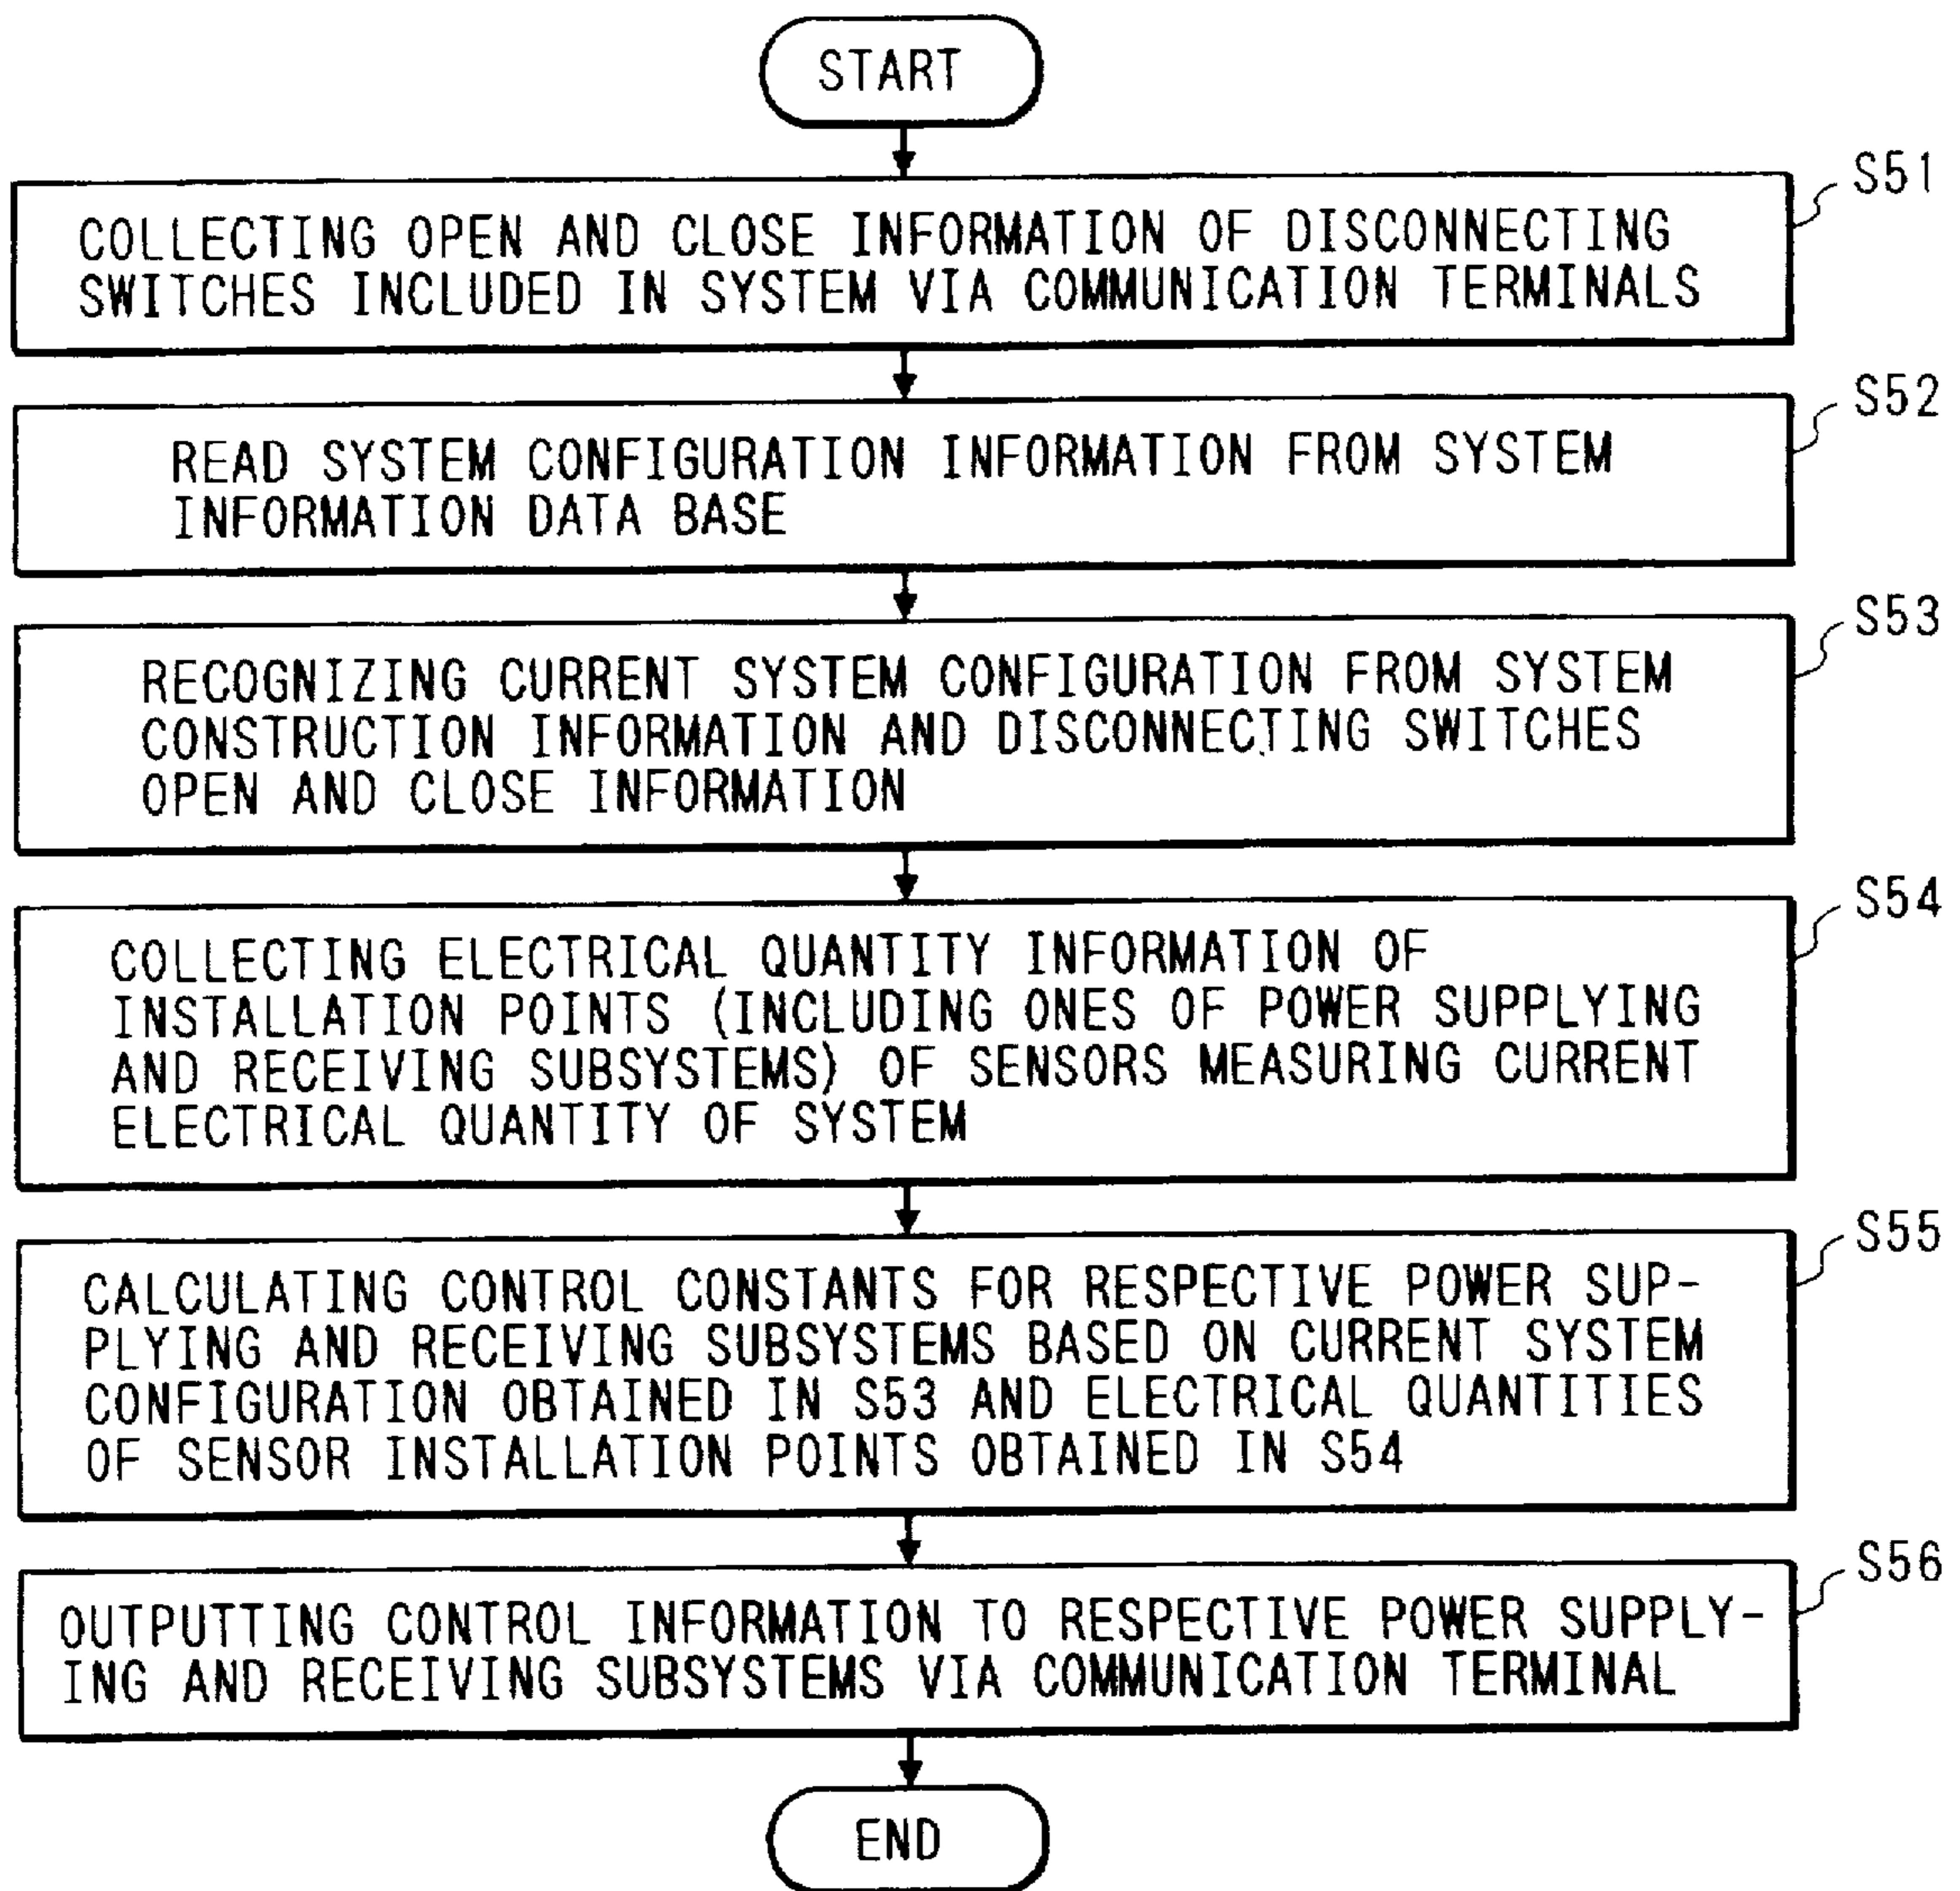 START
S51
COLLECTING OPEN AND CLOSE INFORMATION OF DISCONNECTING
SWITCHES INCLUDED IN SYSTEM VIA COMMUNICATION TERMINALS
S52
READ SYSTEM CONFIGURATION INFORMATION FROM SYSTEM
INFORMATION DATA BASE
S53
RECOGNIZING CURRENT SYSTEM CONFIGURATION FROM SYSTEM
CONSTRUCTION INFORMATION AND DISCONNECTING SWITCHES
OPEN AND CLOSE INFORMATION
S54
COLLECTING ELECTRICAL QUANTITY INFORMATION OF
INSTALLATION POINTS (INCLUDING ONES OF POWER SUPPLYING
AND RECEIVING SUBSYSTEMS) OF SENSORS MEASURING CURRENT
ELECTRICAL QUANTITY OF SYSTEM
S55
CALCULATING CONTROL CONSTANTS FOR RESPECTIVE POWER SUP-
PLYING AND RECEIVING SUBSYSTEMS BASED ON CURRENT SYSTEM
CONFIGURATION OBTAINED IN S53 AND ELECTRICAL QUANTITIES
OF SENSOR INSTALLATION POINTS OBTAINED IN S54
S56
OUTPUTTING CONTROL INFORMATION TO RESPECTIVE POWER SUPPLY-
ING AND RECEIVING SUBSYSTEMS VIA COMMUNICATION TERMINAL
END